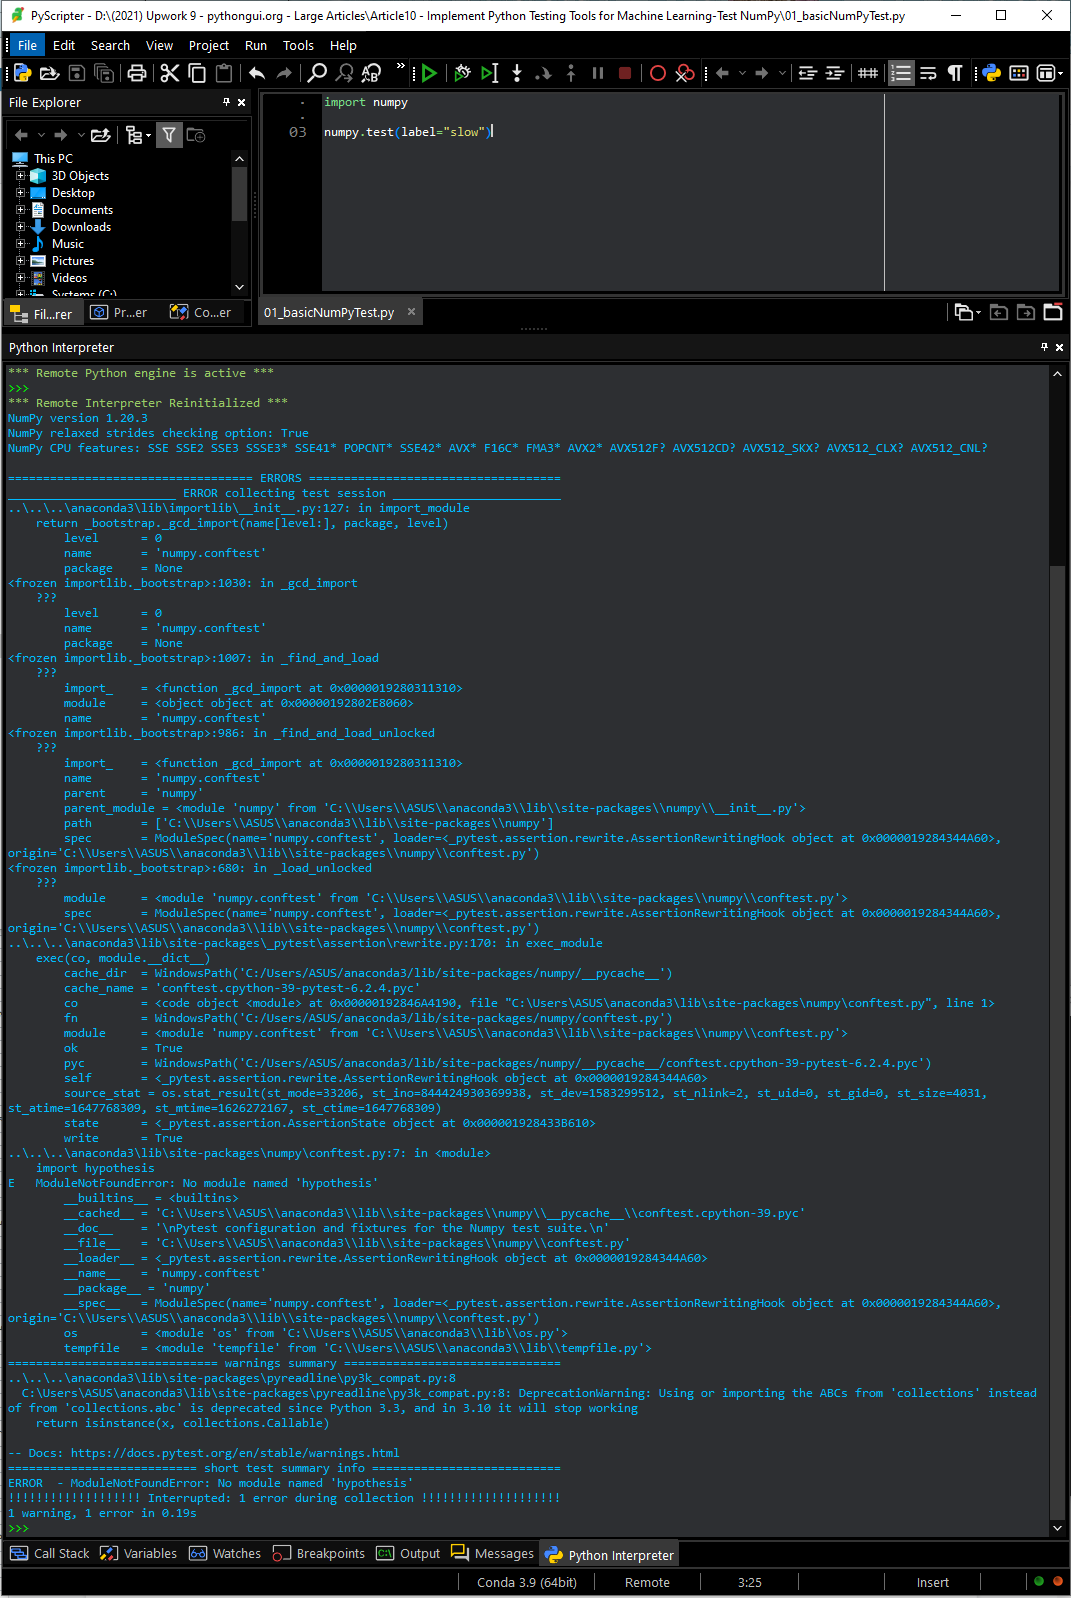 PyScripter - D:\(2021) Upwork 9 - pythongui.org - Large Articles\Article10 - Implement Python Testing Tools for Machine Learning-Test NumPy\01_basicNumPyTest.py
File Edit Search View Project Run Tools Help
File Explorer
This PC
3D Objects
Desktop
Documents
Downloads
Music
Pictures
Videos
Systems (C:)
Fil...rer Pr...er Co...er
import numpy
03 numpy.test(label="slow")
01_basicNumPyTest.py
Python Interpreter
*** Remote Python engine is active ***
>>>
*** Remote Interpreter Reinitialized ***
NumPy version 1.20.3
NumPy relaxed strides checking option: True
NumPy CPU features: SSE SSE2 SSE3 SSSE3* SSE41* POPCNT* SSE42* AVX* F16C* FMA3* AVX2* AVX512F? AVX512CD? AVX512_SKX? AVX512_CLX? AVX512_CNL?
=================================== ERRORS ====================================
________________________ ERROR collecting test session ________________________
..\..\..\anaconda3\lib\importlib\__init__.py:127: in import_module
return _bootstrap._gcd_import(name[level:], package, level)
level = 0
name = 'numpy.conftest'
package = None
<frozen importlib._bootstrap>:1030: in _gcd_import
???
level = 0
name = 'numpy.conftest'
package = None
<frozen importlib._bootstrap>:1007: in _find_and_load
???
import_ = <function _gcd_import at 0x0000019280311310>
module = <object object at 0x00000192802E8060>
name = 'numpy.conftest'
<frozen importlib._bootstrap>:986: in _find_and_load_unlocked
???
import_ = <function _gcd_import at 0x0000019280311310>
name = 'numpy.conftest'
parent = 'numpy'
parent_module = <module 'numpy' from 'C:\\Users\\ASUS\\anaconda3\\lib\\site-packages\\numpy\\__init__.py'>
path = ['C:\\Users\\ASUS\\anaconda3\\lib\\site-packages\\numpy']
spec = ModuleSpec(name='numpy.conftest', loader=<_pytest.assertion.rewrite.AssertionRewritingHook object at 0x0000019284344A60>,
origin='C:\\Users\\ASUS\\anaconda3\\lib\\site-packages\\numpy\\conftest.py')
<frozen importlib._bootstrap>:680: in _load_unlocked
???
module = <module 'numpy.conftest' from 'C:\\Users\\ASUS\\anaconda3\\lib\\site-packages\\numpy\\conftest.py'>
spec = ModuleSpec(name='numpy.conftest', loader=<_pytest.assertion.rewrite.AssertionRewritingHook object at 0x0000019284344A60>,
origin='C:\\Users\\ASUS\\anaconda3\\lib\\site-packages\\numpy\\conftest.py')
..\..\..\anaconda3\lib\site-packages\_pytest\assertion\rewrite.py:170: in exec_module
exec(co, module.__dict__)
cache_dir = WindowsPath('C:/Users/ASUS/anaconda3/lib/site-packages/numpy/__pycache__')
cache_name = 'conftest.cpython-39-pytest-6.2.4.pyc'
co = <code object <module> at 0x00000192846A4190, file "C:\Users\ASUS\anaconda3\lib\site-packages\numpy\conftest.py", line 1>
fn = WindowsPath('C:/Users/ASUS/anaconda3/lib/site-packages/numpy/conftest.py')
module = <module 'numpy.conftest' from 'C:\\Users\\ASUS\\anaconda3\\lib\\site-packages\\numpy\\conftest.py'>
ok = True
pyc = WindowsPath('C:/Users/ASUS/anaconda3/lib/site-packages/numpy/__pycache__/conftest.cpython-39-pytest-6.2.4.pyc')
self = <_pytest.assertion.rewrite.AssertionRewritingHook object at 0x0000019284344A60>
source_stat = os.stat_result(st_mode=33206, st_ino=844424930369938, st_dev=1583299512, st_nlink=2, st_uid=0, st_gid=0, st_size=4031,
st_atime=1647768309, st_mtime=1626272167, st_ctime=1647768309)
state = <_pytest.assertion.AssertionState object at 0x000001928433B610>
write = True
..\..\..\anaconda3\lib\site-packages\numpy\conftest.py:7: in <module>
import hypothesis
E ModuleNotFoundError: No module named 'hypothesis'
__builtins__ = <builtins>
__cached__ = 'C:\\Users\\ASUS\\anaconda3\\lib\\site-packages\\numpy\\__pycache__\\conftest.cpython-39.pyc'
__doc__ = '\nPytest configuration and fixtures for the Numpy test suite.\n'
__file__ = 'C:\\Users\\ASUS\\anaconda3\\lib\\site-packages\\numpy\\conftest.py'
__loader__ = <_pytest.assertion.rewrite.AssertionRewritingHook object at 0x0000019284344A60>
__name__ = 'numpy.conftest'
__package__ = 'numpy'
__spec__ = ModuleSpec(name='numpy.conftest', loader=<_pytest.assertion.rewrite.AssertionRewritingHook object at 0x0000019284344A60>,
origin='C:\\Users\\ASUS\\anaconda3\\lib\\site-packages\\numpy\\conftest.py')
os = <module 'os' from 'C:\\Users\\ASUS\\anaconda3\\lib\\os.py'>
tempfile = <module 'tempfile' from 'C:\\Users\\ASUS\\anaconda3\\lib\\tempfile.py'>
============================== warnings summary ===============================
..\..\..\anaconda3\lib\site-packages\pyreadline\py3k_compat.py:8
C:\Users\ASUS\anaconda3\lib\site-packages\pyreadline\py3k_compat.py:8: DeprecationWarning: Using or importing the ABCs from 'collections' instead
of from 'collections.abc' is deprecated since Python 3.3, and in 3.10 it will stop working
return isinstance(x, collections.Callable)
-- Docs: https://docs.pytest.org/en/stable/warnings.html
=========================== short test summary info ===========================
ERROR - ModuleNotFoundError: No module named 'hypothesis'
!!!!!!!!!!!!!!!!!!! Interrupted: 1 error during collection !!!!!!!!!!!!!!!!!!!!
1 warning, 1 error in 0.19s
>>>
Call Stack Variables Watches Breakpoints Output Messages Python Interpreter
Conda 3.9 (64bit) Remote 3:25 Insert